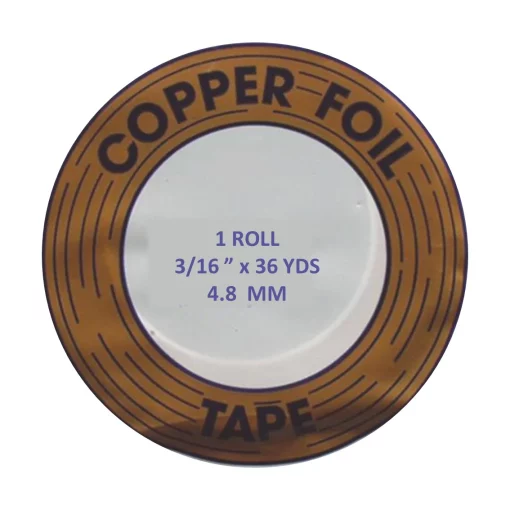 COPPER FOIL
1 ROLL
3/16 ” x 36 YDS
4.8 MM
TAPE